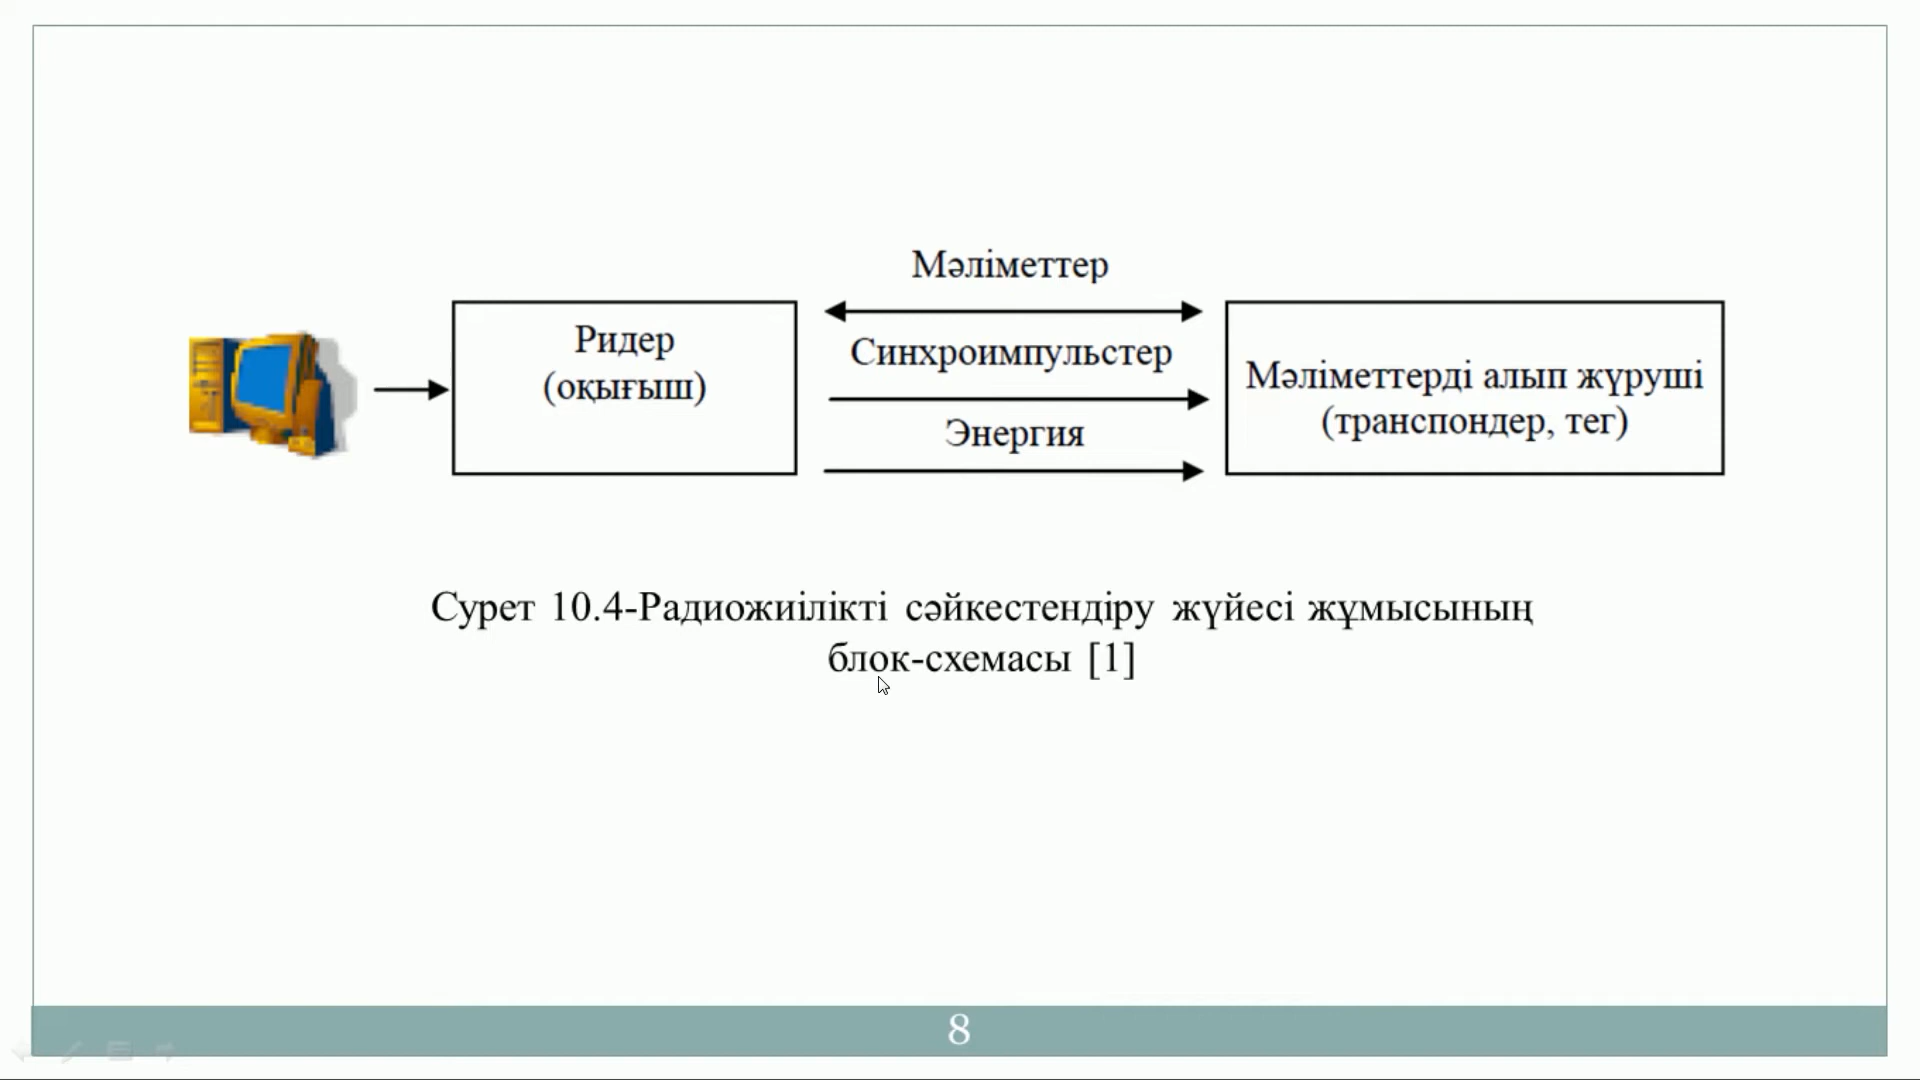 Мәліметтер
Ридер
(оқығыш)
Синхроимпульстер
Энергия
Мәліметтерді алып жүруші
(транспондер, тег)
Сурет 10.4-Радиожиілікті сәйкестендіру жүйесі жұмысының
блок-схемасы [1]
8